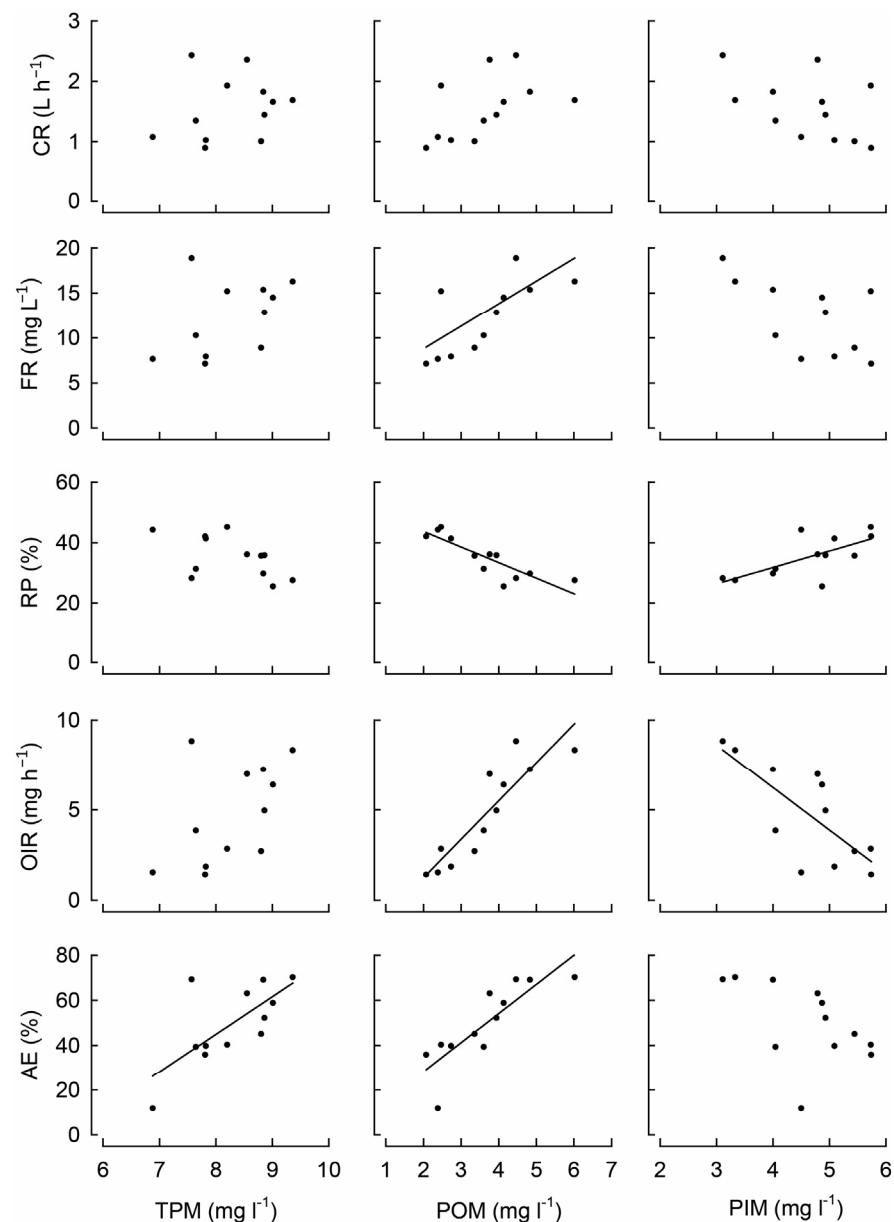 CR (L h⁻¹)
3
2
1
0
FR (mg L⁻¹)
20
15
10
5
0
RP (%)
60
40
20
0
OIR (mg h⁻¹)
10
5
0
AE (%)
80
60
40
20
0
6 7 8 9 10
1 2 3 4 5 6 7
2 3 4 5 6
TPM (mg l⁻¹)
POM (mg l⁻¹)
PIM (mg l⁻¹)